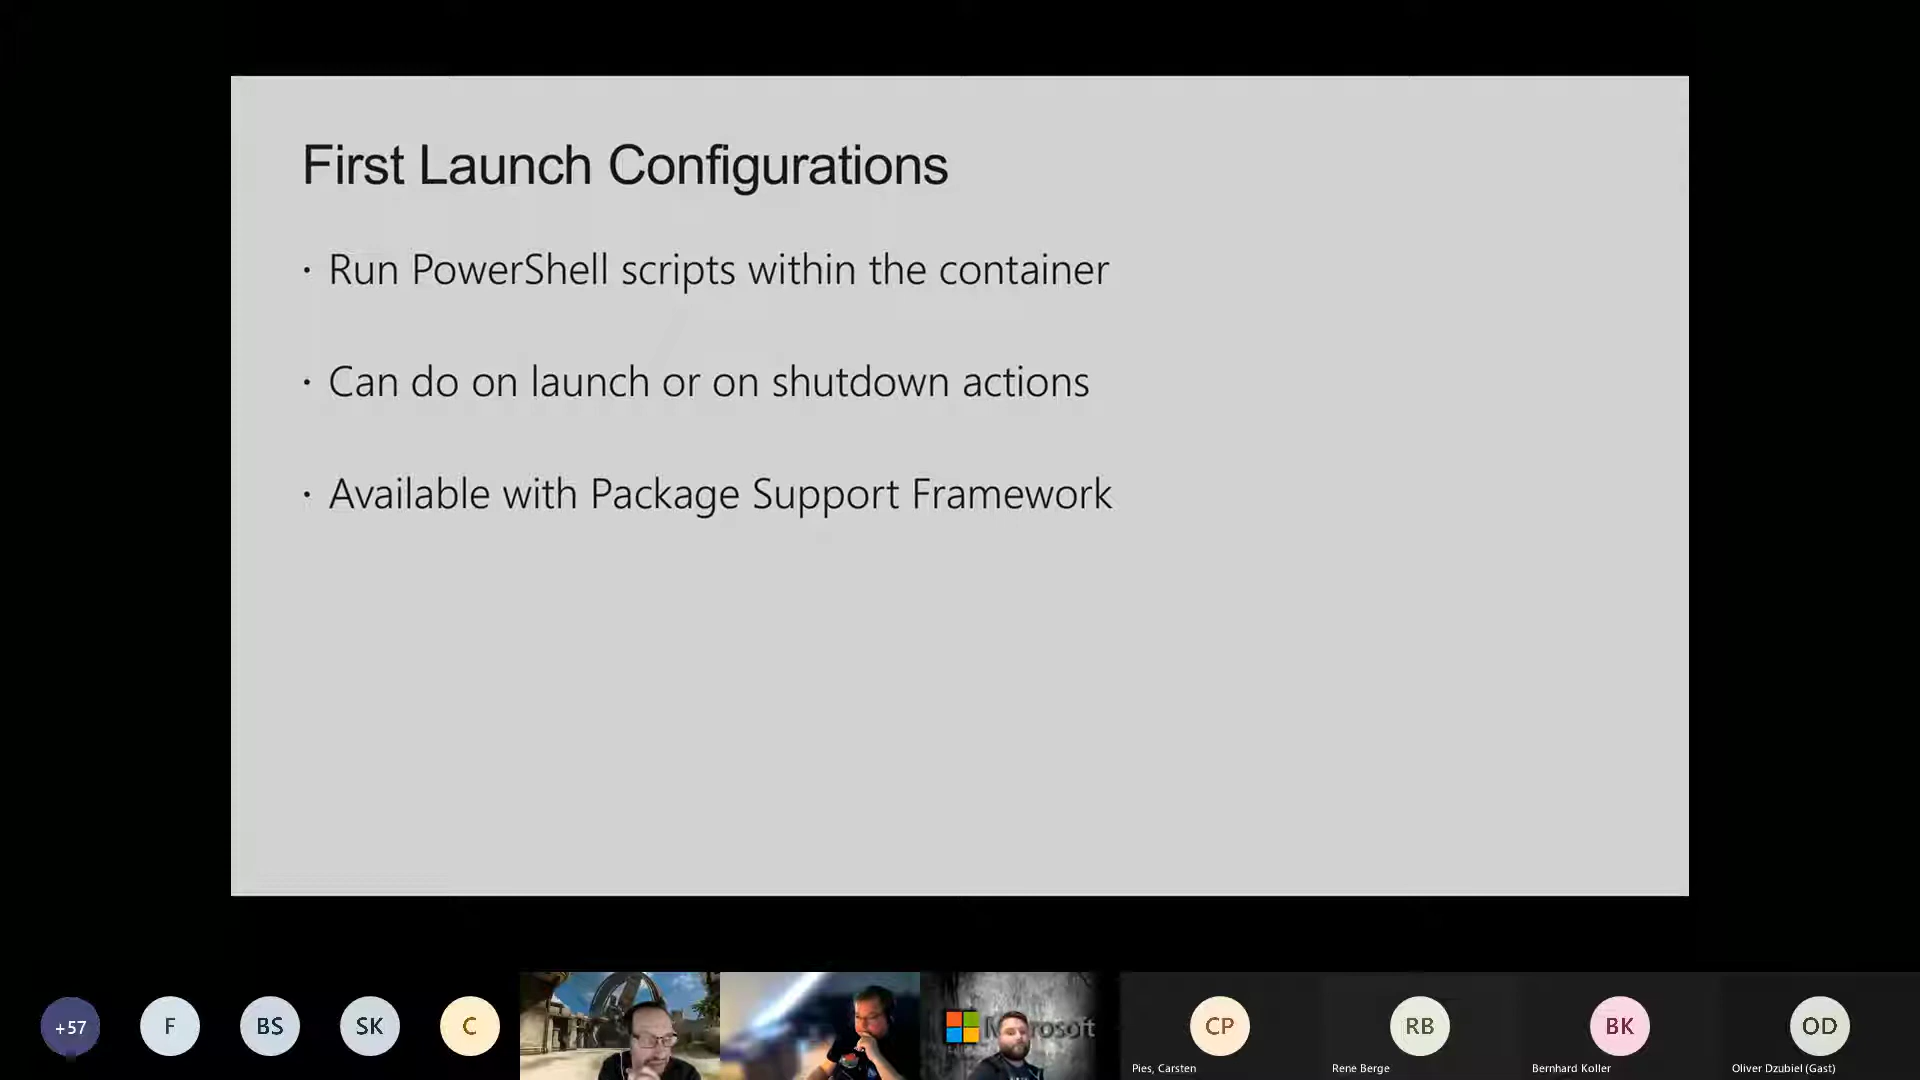 First Launch Configurations
· Run PowerShell scripts within the container
· Can do on launch or on shutdown actions
· Available with Package Support Framework
+57
F
BS
SK
C
Microsoft
CP
RB
BK
OD
Pies, Carsten
Rene Berge
Bernhard Koller
Oliver Dzubiel (Gast)